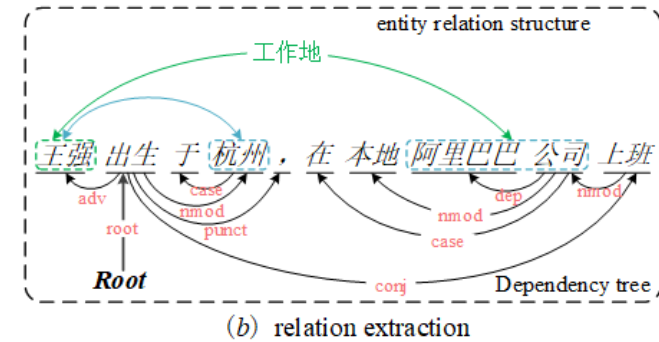 entity relation structure
工作地
王强 出生 于 杭州 ， 在 本地 阿里巴巴 公司 上班
adv case dep nmod
nmod nmod
root punct case
Root conj Dependency tree
(b) relation extraction